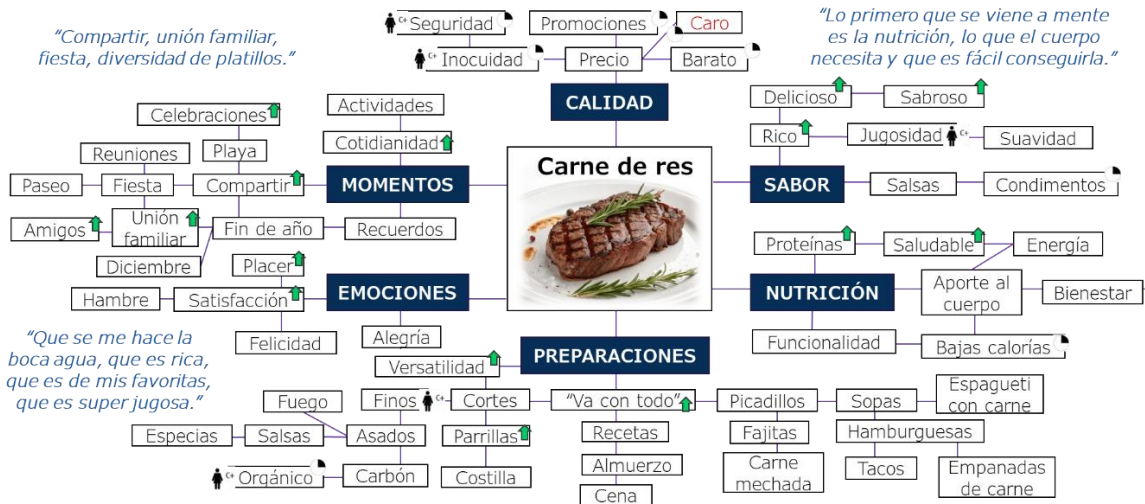 "Compartir, unión familiar,
fiesta, diversidad de platillos."
C+ Seguridad
Promociones
Caro
C+ Inocuidad
Precio
Barato
"Lo primero que se viene a mente
es la nutrición, lo que el cuerpo
necesita y que es fácil conseguirla."
CALIDAD
Actividades
Celebraciones
Cotidianidad
Reuniones
Playa
Paseo
Fiesta
Compartir
MOMENTOS
Amigos
Unión
familiar
Fin de año
Recuerdos
Diciembre
Carne de res
Delicioso
Sabroso
Rico
Jugosidad C+
Suavidad
SABOR
Salsas
Condimentos
Placer
Hambre
Satisfacción
EMOCIONES
Felicidad
Alegría
Proteínas
Saludable
Energía
NUTRICIÓN
Aporte al
cuerpo
Bienestar
Funcionalidad
Bajas calorías
"Que se me hace la
boca agua, que es rica,
que es de mis favoritas,
que es super jugosa."
PREPARACIONES
Versatilidad
Fuego
Finos C+
Cortes
"Va con todo"
Picadillos
Sopas
Espagueti
con carne
Especias
Salsas
Asados
Parrillas
Recetas
Fajitas
Hamburguesas
C+ Orgánico
Carbón
Costilla
Almuerzo
Carne
mechada
Tacos
Empanadas
de carne
Cena